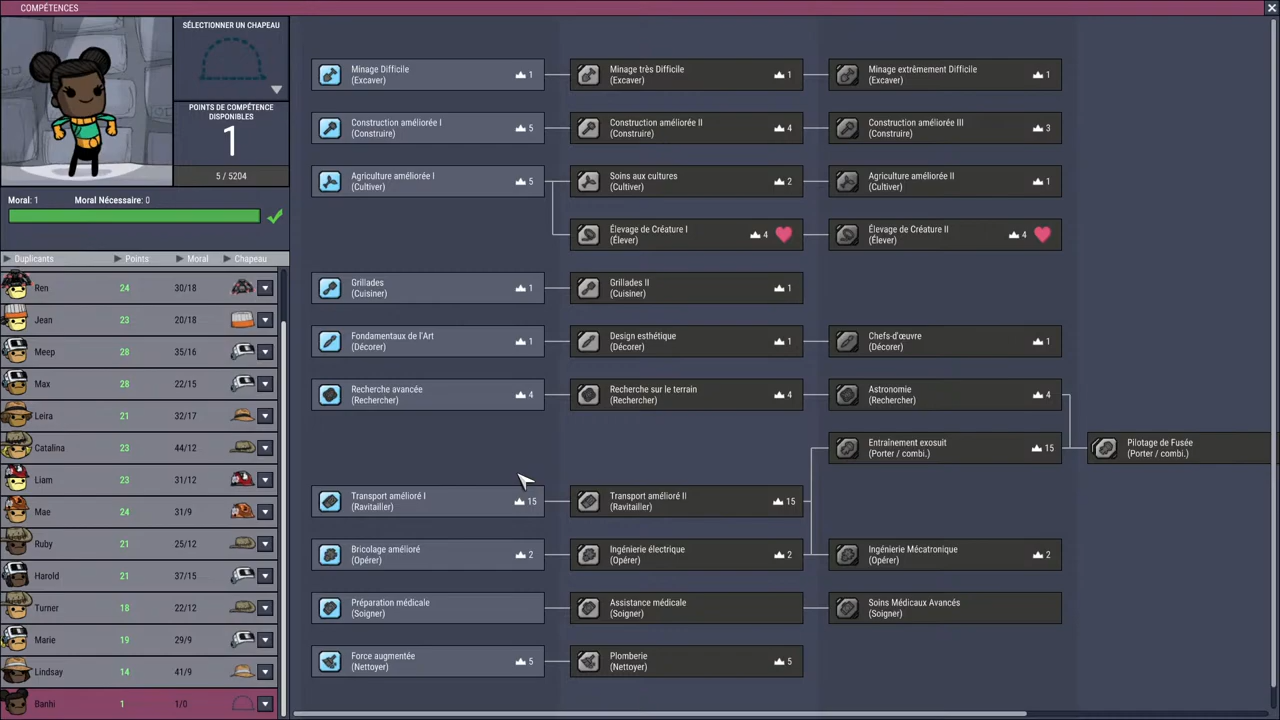 COMPÉTENCES
SÉLECTIONNER UN CHAPEAU
POINTS DE COMPÉTENCE
DISPONIBLES
1
5 / 5204
Moral: 1 Moral Nécessaire: 0
Duplicants Points Moral Chapeau
Ren 24 30/18
Jean 23 20/18
Meep 28 35/16
Max 28 22/15
Leira 21 32/17
Catalina 23 44/12
Liam 23 31/12
Mae 24 31/9
Ruby 21 25/12
Harold 21 37/15
Turner 18 22/12
Marie 19 29/9
Lindsay 14 41/9
Banhi 1 1/0
Minage Difficile
(Excaver)
1
Minage très Difficile
(Excaver)
1
Minage extrêmement Difficile
(Excaver)
1
Construction améliorée I
(Construire)
5
Construction améliorée II
(Construire)
4
Construction améliorée III
(Construire)
3
Agriculture améliorée I
(Cultiver)
5
Soins aux cultures
(Cultiver)
2
Agriculture améliorée II
(Cultiver)
1
Élevage de Créature I
(Élever)
4
Élevage de Créature II
(Élever)
4
Grillades
(Cuisiner)
1
Grillades II
(Cuisiner)
1
Fondamentaux de l'Art
(Décorer)
1
Design esthétique
(Décorer)
1
Chefs-d'œuvre
(Décorer)
1
Recherche avancée
(Rechercher)
4
Recherche sur le terrain
(Rechercher)
4
Astronomie
(Rechercher)
4
Entraînement exosuit
(Porter / combi.)
15
Pilotage de Fusée
(Porter / combi.)
Transport amélioré I
(Ravitailler)
15
Transport amélioré II
(Ravitailler)
15
Bricolage amélioré
(Opérer)
2
Ingénierie électrique
(Opérer)
2
Ingénierie Mécatronique
(Opérer)
2
Préparation médicale
(Soigner)
Assistance médicale
(Soigner)
Soins Médicaux Avancés
(Soigner)
Force augmentée
(Nettoyer)
5
Plomberie
(Nettoyer)
5